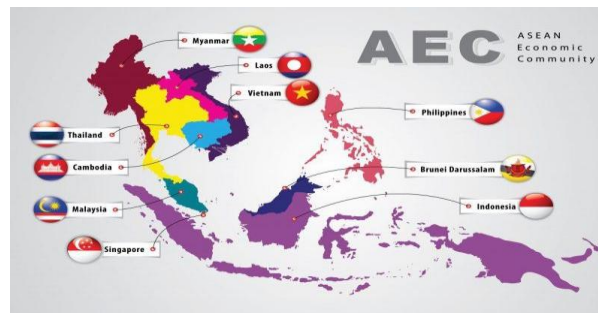 AEC
ASEAN
Economic
Community
Myanmar
Laos
Vietnam
Thailand
Cambodia
Malaysia
Singapore
Philippines
Brunei Darussalam
Indonesia